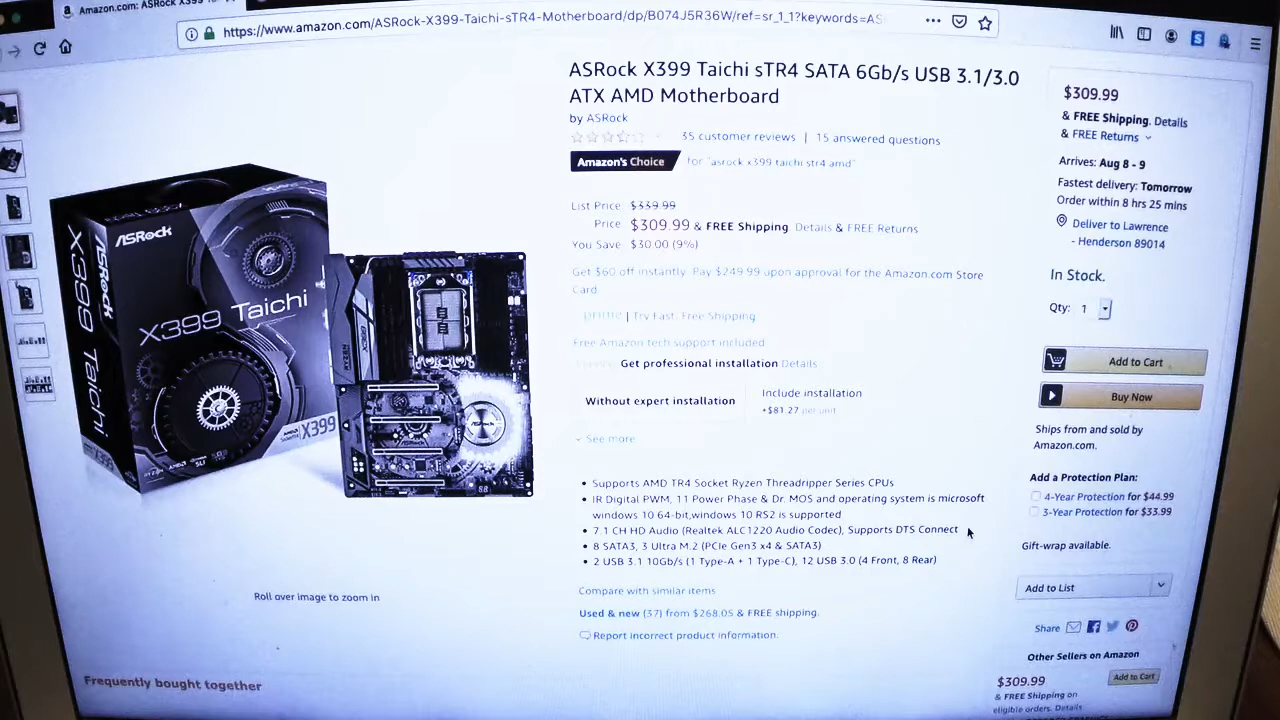 Amazon.com: ASRock X399 Taichi
https://www.amazon.com/ASRock-X399-Taichi-sTR4-Motherboard/dp/B074J5R36W/ref=sr_1_1?keywords=AS
ASRock X399 Taichi sTR4 SATA 6Gb/s USB 3.1/3.0
ATX AMD Motherboard
by ASRock
35 customer reviews | 15 answered questions
Amazon's Choice for "asrock x399 taichi str4 amd"
List Price $339.99
Price $309.99 & FREE Shipping Details & FREE Returns
You Save $30.00 (9%)
Get $60 off instantly: Pay $249.99 upon approval for the Amazon.com Store
Card
prime | Try Fast, Free Shipping
Free Amazon tech support included
Get professional installation Details
Without expert installation
Include installation
+$81.27 per unit
See more
• Supports AMD TR4 Socket Ryzen Threadripper Series CPUs
• IR Digital PWM, 11 Power Phase & Dr. MOS and operating system is microsoft
windows 10 64-bit,windows 10 RS2 is supported
• 7.1 CH HD Audio (Realtek ALC1220 Audio Codec), Supports DTS Connect
• 8 SATA3, 3 Ultra M.2 (PCIe Gen3 x4 & SATA3)
• 2 USB 3.1 10Gb/s (1 Type-A + 1 Type-C), 12 USB 3.0 (4 Front, 8 Rear)
Compare with similar items
Used & new (37) from $268.05 & FREE shipping.
Report incorrect product information.
$309.99
& FREE Shipping. Details
& FREE Returns
Arrives: Aug 8 - 9
Fastest delivery: Tomorrow
Order within 8 hrs 25 mins
Deliver to Lawrence
- Henderson 89014
In Stock.
Qty: 1
Add to Cart
Buy Now
Ships from and sold by
Amazon.com.
Add a Protection Plan:
4-Year Protection for $44.99
3-Year Protection for $33.99
Gift-wrap available.
Add to List
Share
Other Sellers on Amazon
$309.99
Add to Cart
& FREE Shipping on
eligible orders. Details
ASRock
X399 Taichi
ASRock
X399 Taichi
X399
Roll over image to zoom in
Frequently bought together